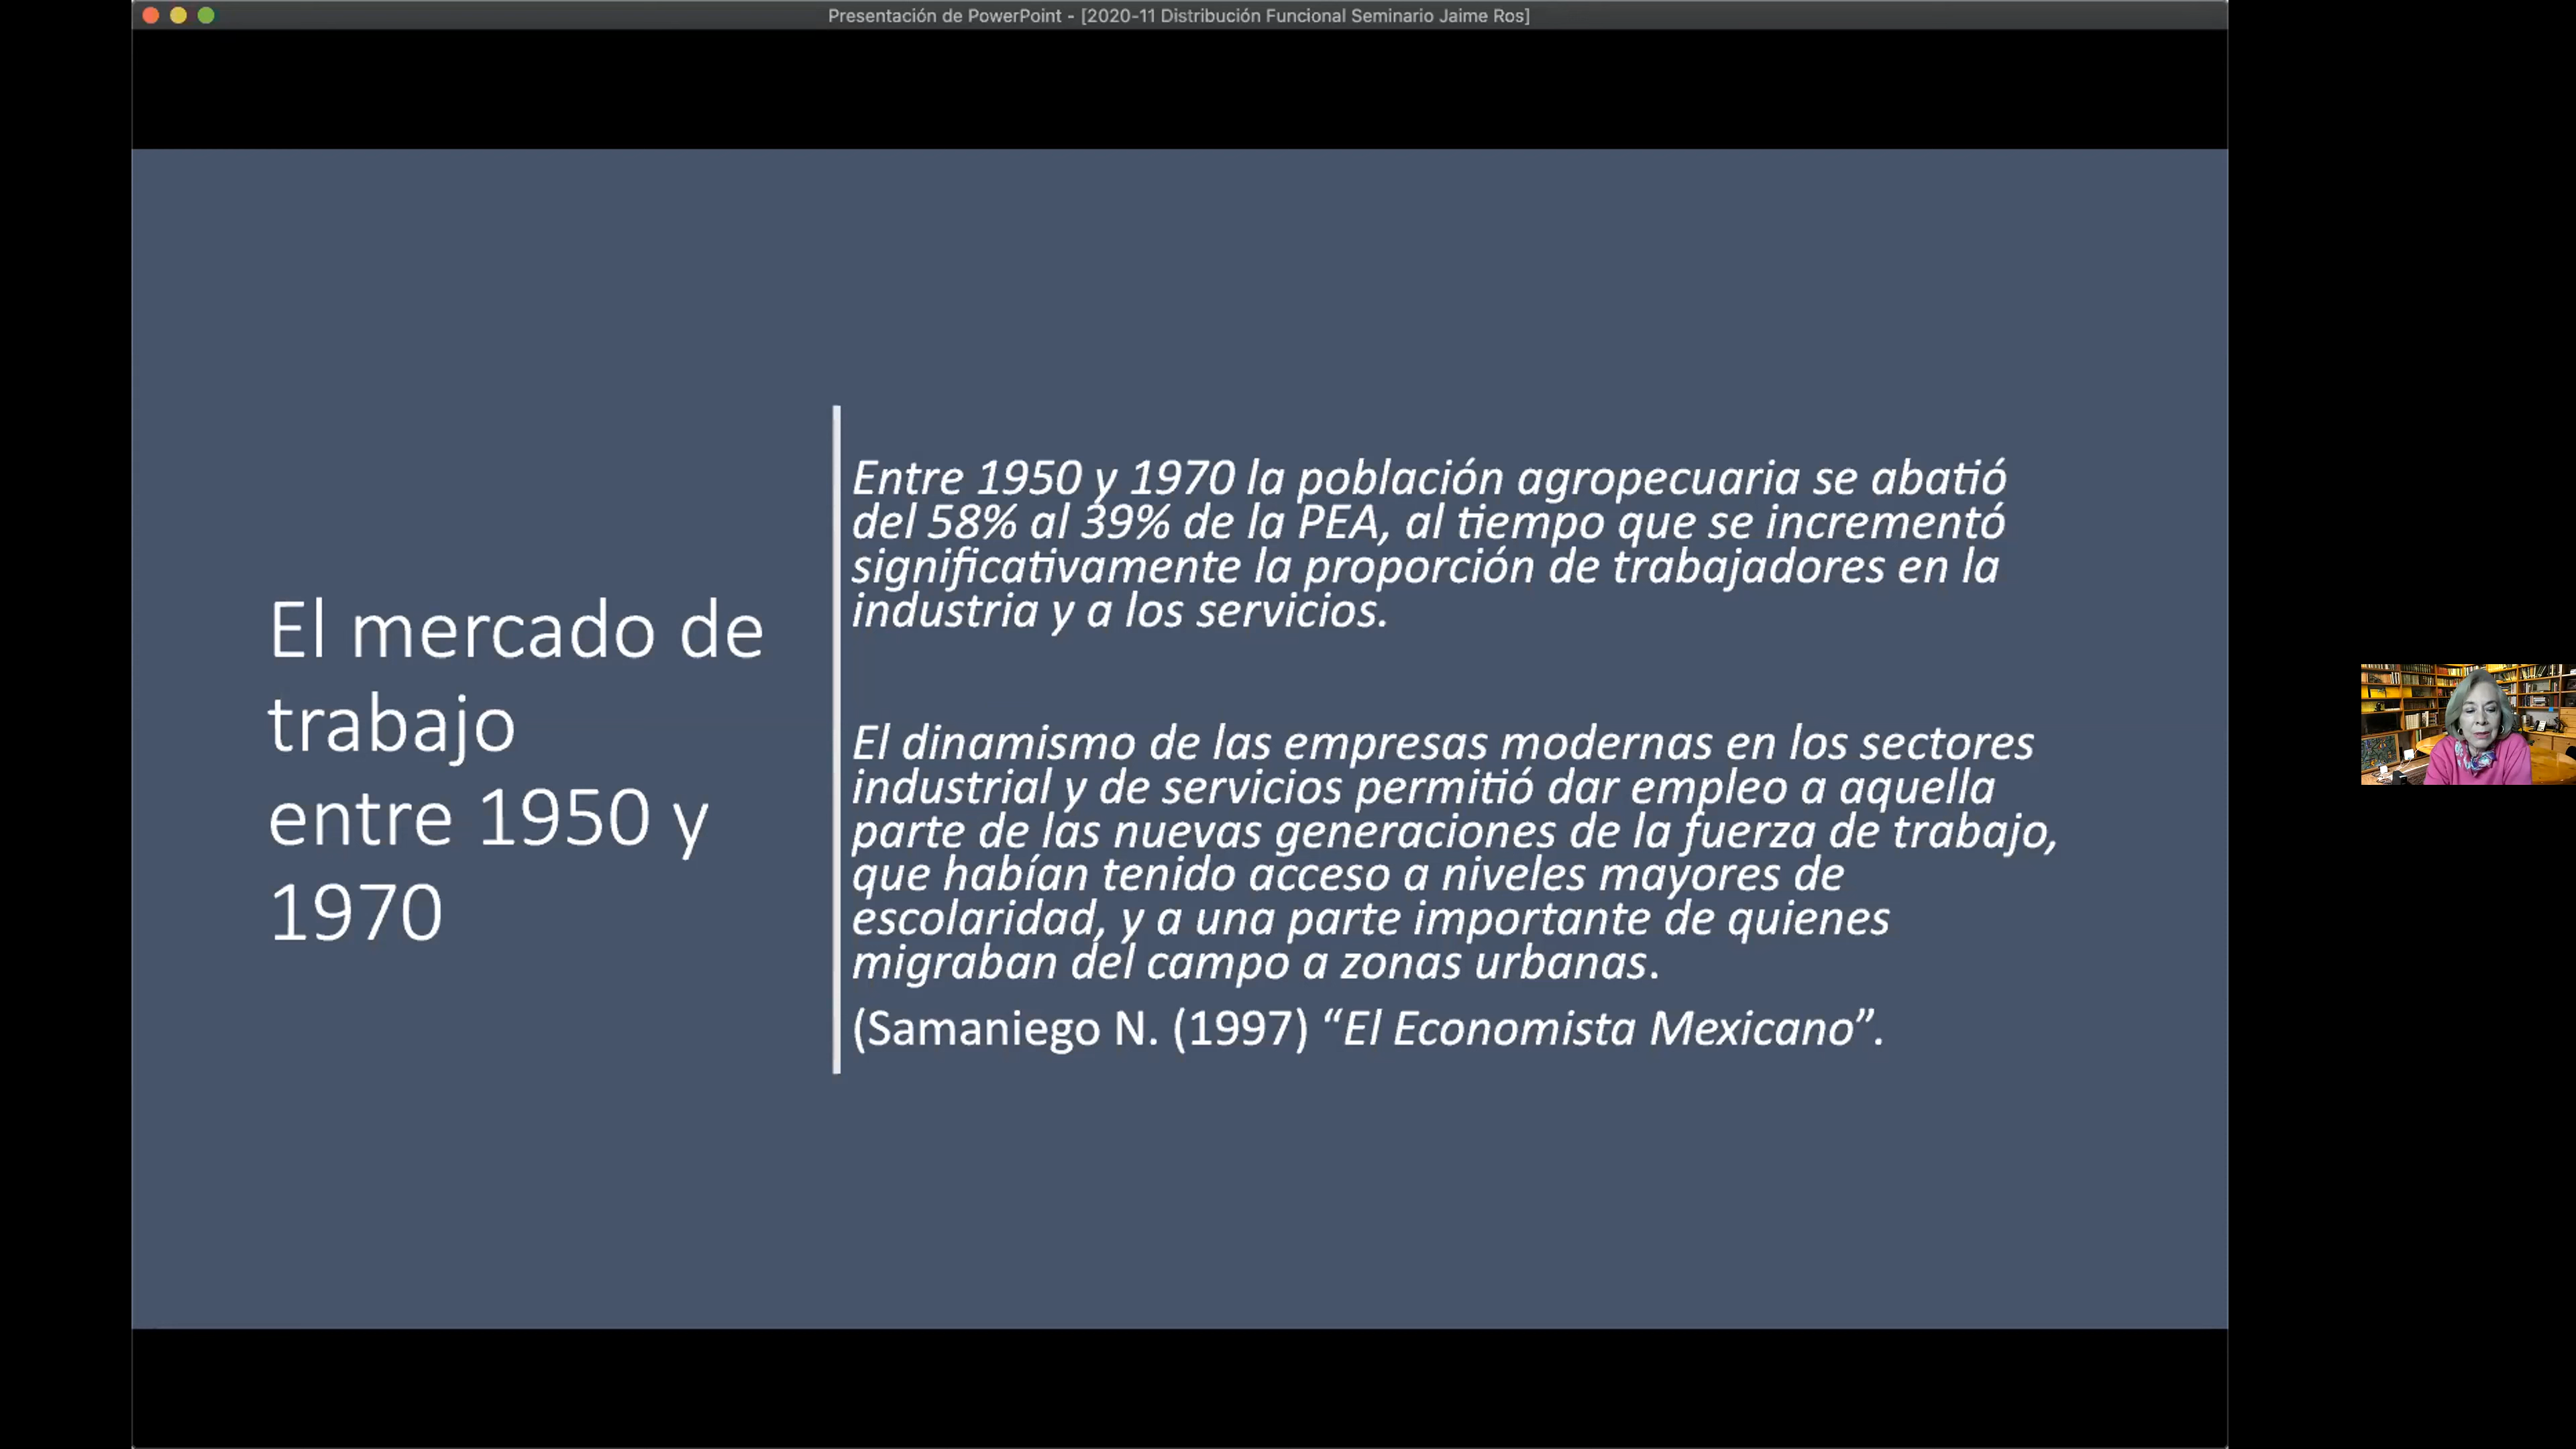 Presentación de PowerPoint - [2020-11 Distribución Funcional Seminario Jaime Ros]
El mercado de
trabajo
entre 1950 y
1970
Entre 1950 y 1970 la población agropecuaria se abatió
del 58% al 39% de la PEA, al tiempo que se incrementó
significativamente la proporción de trabajadores en la
industria y a los servicios.
El dinamismo de las empresas modernas en los sectores
industrial y de servicios permitió dar empleo a aquella
parte de las nuevas generaciones de la fuerza de trabajo,
que habían tenido acceso a niveles mayores de
escolaridad, y a una parte importante de quienes
migraban del campo a zonas urbanas.
(Samaniego N. (1997) “El Economista Mexicano”.